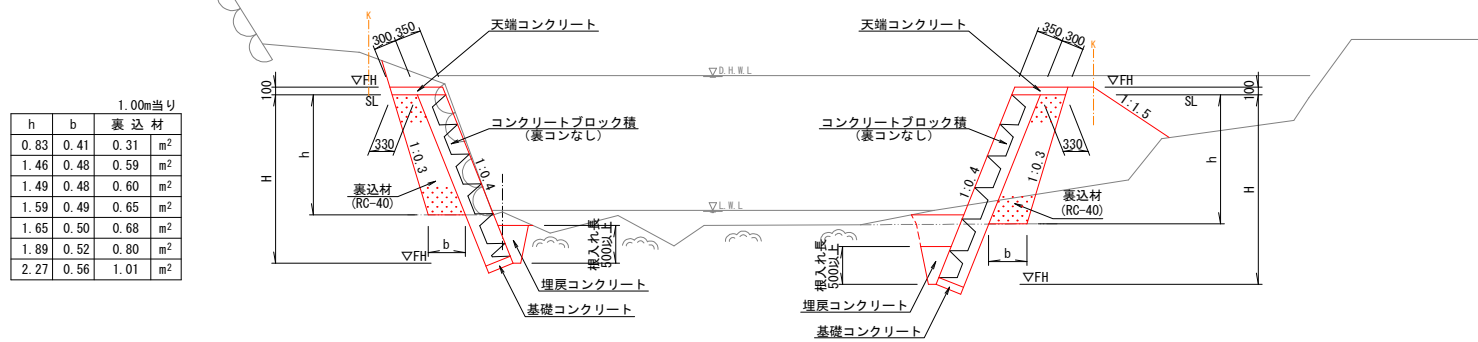 1.00m当り
h b 裏込材
0.83 0.41 0.31 m²
1.46 0.48 0.59 m²
1.49 0.48 0.60 m²
1.59 0.49 0.65 m²
1.65 0.50 0.68 m²
1.89 0.52 0.80 m²
2.27 0.56 1.01 m²
K
300 350
天端コンクリート
▽FH
SL
100
330
h
H
1:0.3
1:0.4
コンクリートブロック積
(裏コンなし)
裏込材
(RC-40)
b
▽FH
根入れ長
500以上
埋戻コンクリート
基礎コンクリート
▽D.H.W.L
▽L.W.L
天端コンクリート
350 300
K
▽FH
SL
100
1:1.5
330
コンクリートブロック積
(裏コンなし)
1:0.4
1:0.3
h
H
裏込材
(RC-40)
b
▽FH
根入れ長
500以上
埋戻コンクリート
基礎コンクリート